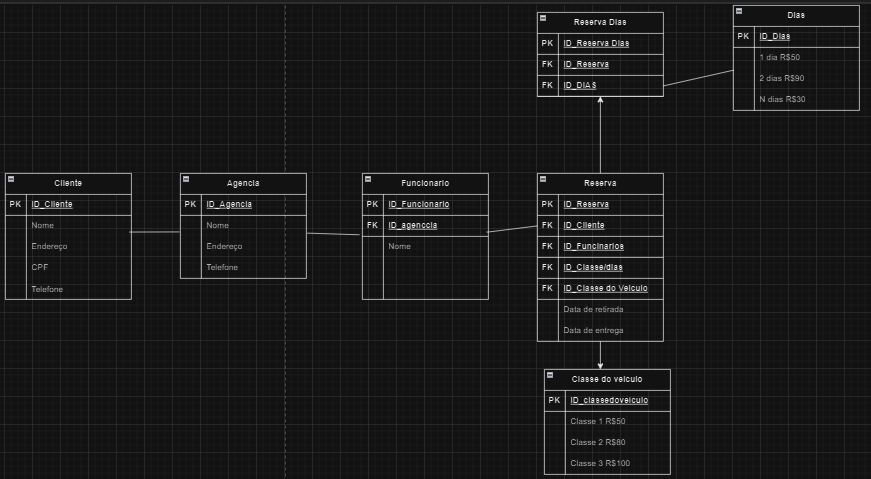 Reserva Dias
PK ID_Reserva Dias
FK ID_Reserva
FK ID_DIAS
Dias
PK ID_Dias
1 dia R$50
2 dias R$90
N dias R$30
Cliente
PK ID_Cliente
Nome
Endereço
CPF
Telefone
Agencia
PK ID_Agencia
Nome
Endereço
Telefone
Funcionario
PK ID_Funcionario
FK ID_agenccia
Nome
Reserva
PK ID_Reserva
FK ID_Cliente
FK ID_Funcinarios
FK ID_Classe/dias
FK ID_Classe do Veiculo
Data de retirada
Data de entrega
Classe do veiculo
PK ID_classedoveiculo
Classe 1 R$50
Classe 2 R$80
Classe 3 R$100